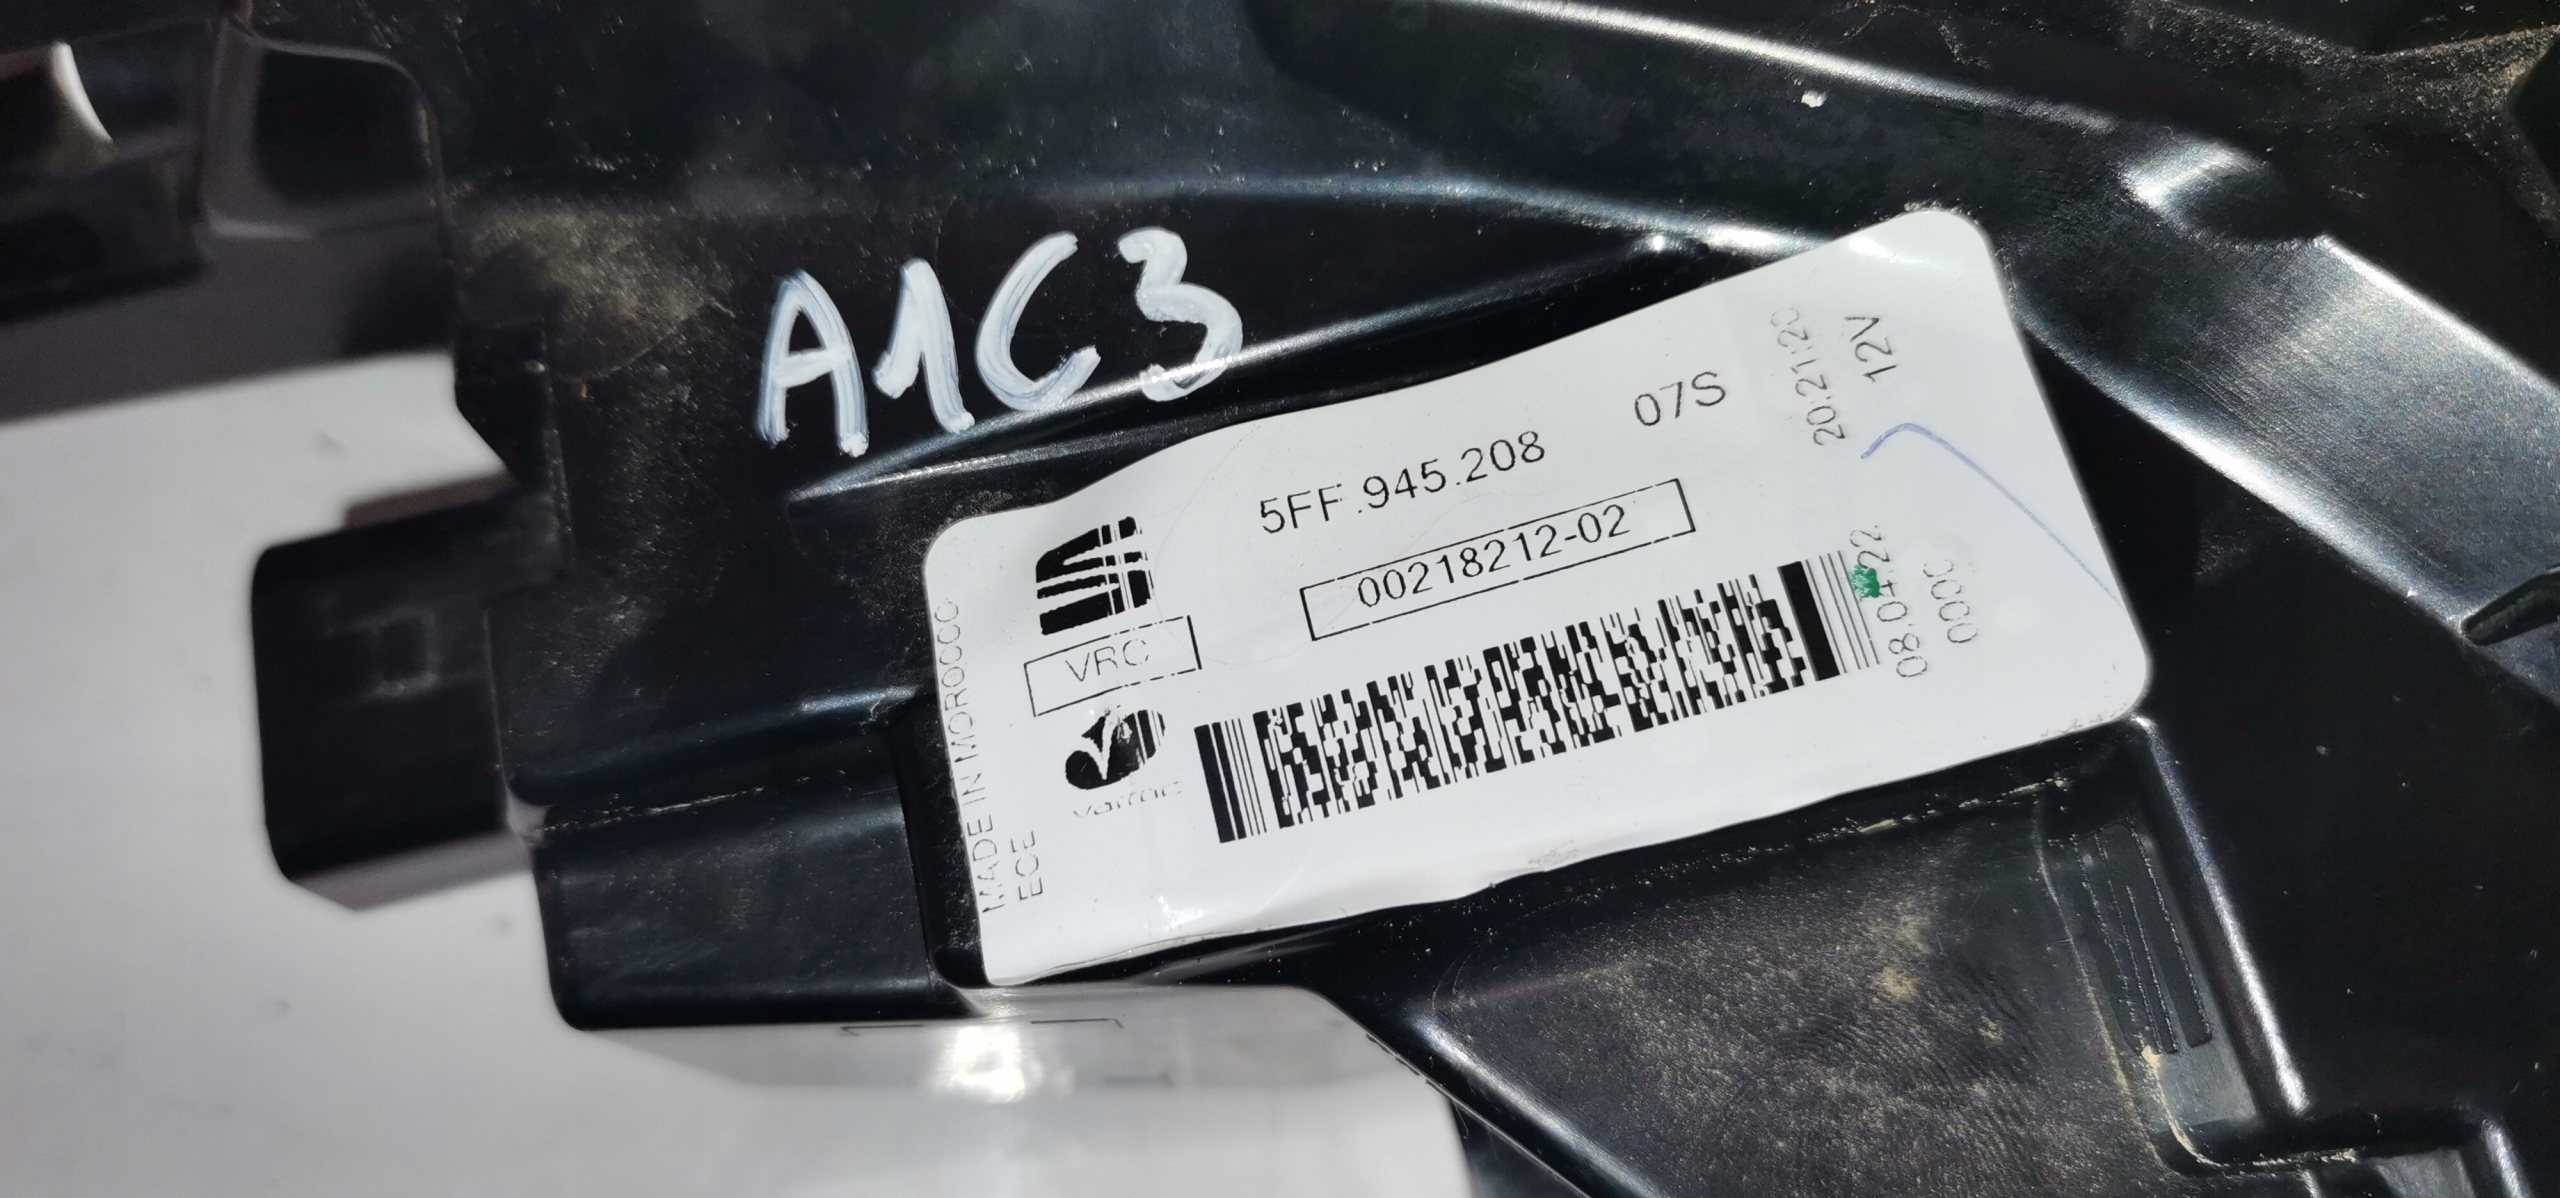 A1C3
5FF.945.208 07S
00218212-02
VRC
MADE IN MOROCCO
ECE
20:21:20
12V
08.04.22